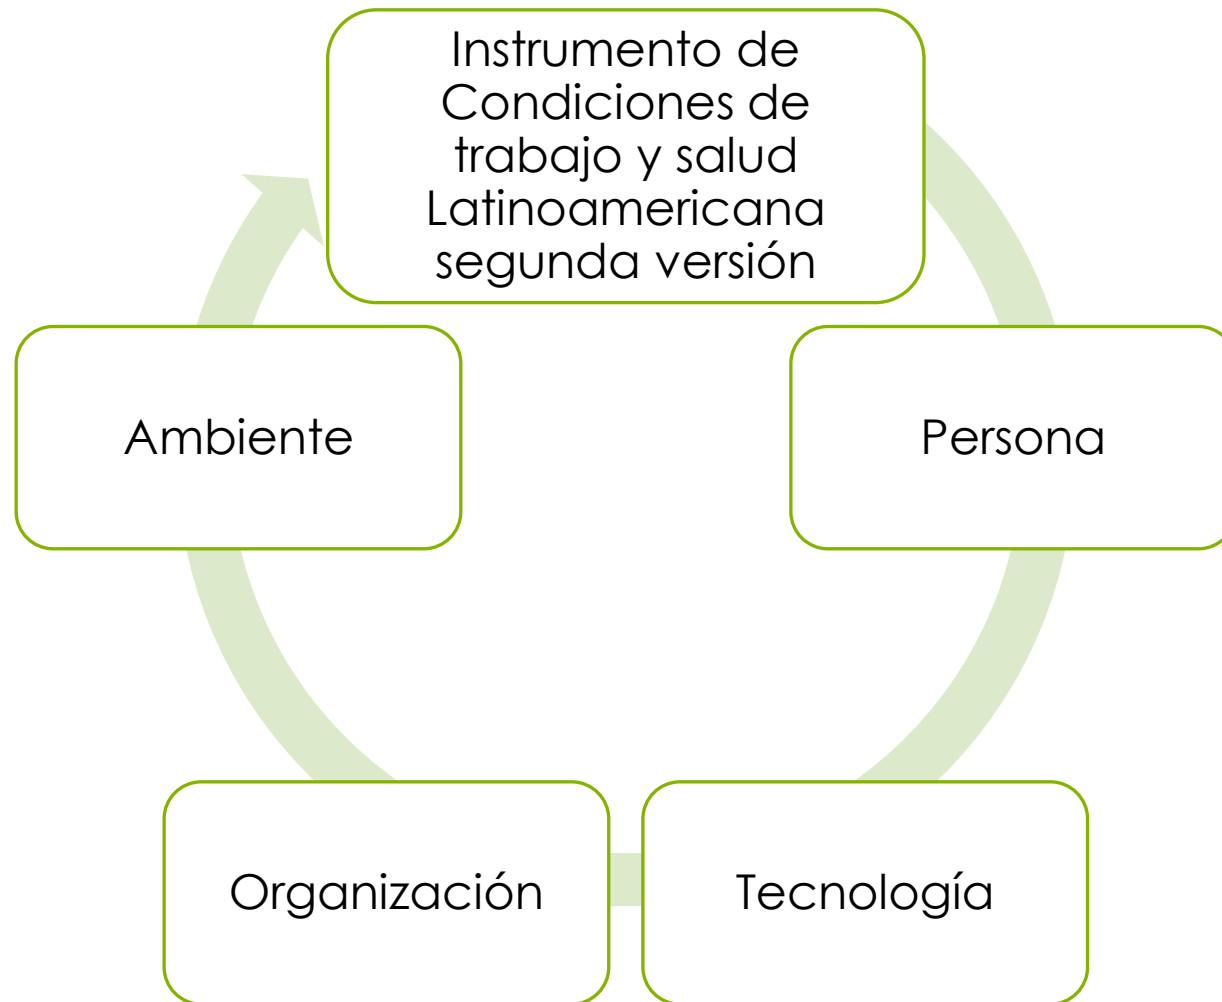 Instrumento de
Condiciones de
trabajo y salud
Latinoamericana
segunda versión
Ambiente
Persona
Organización
Tecnología